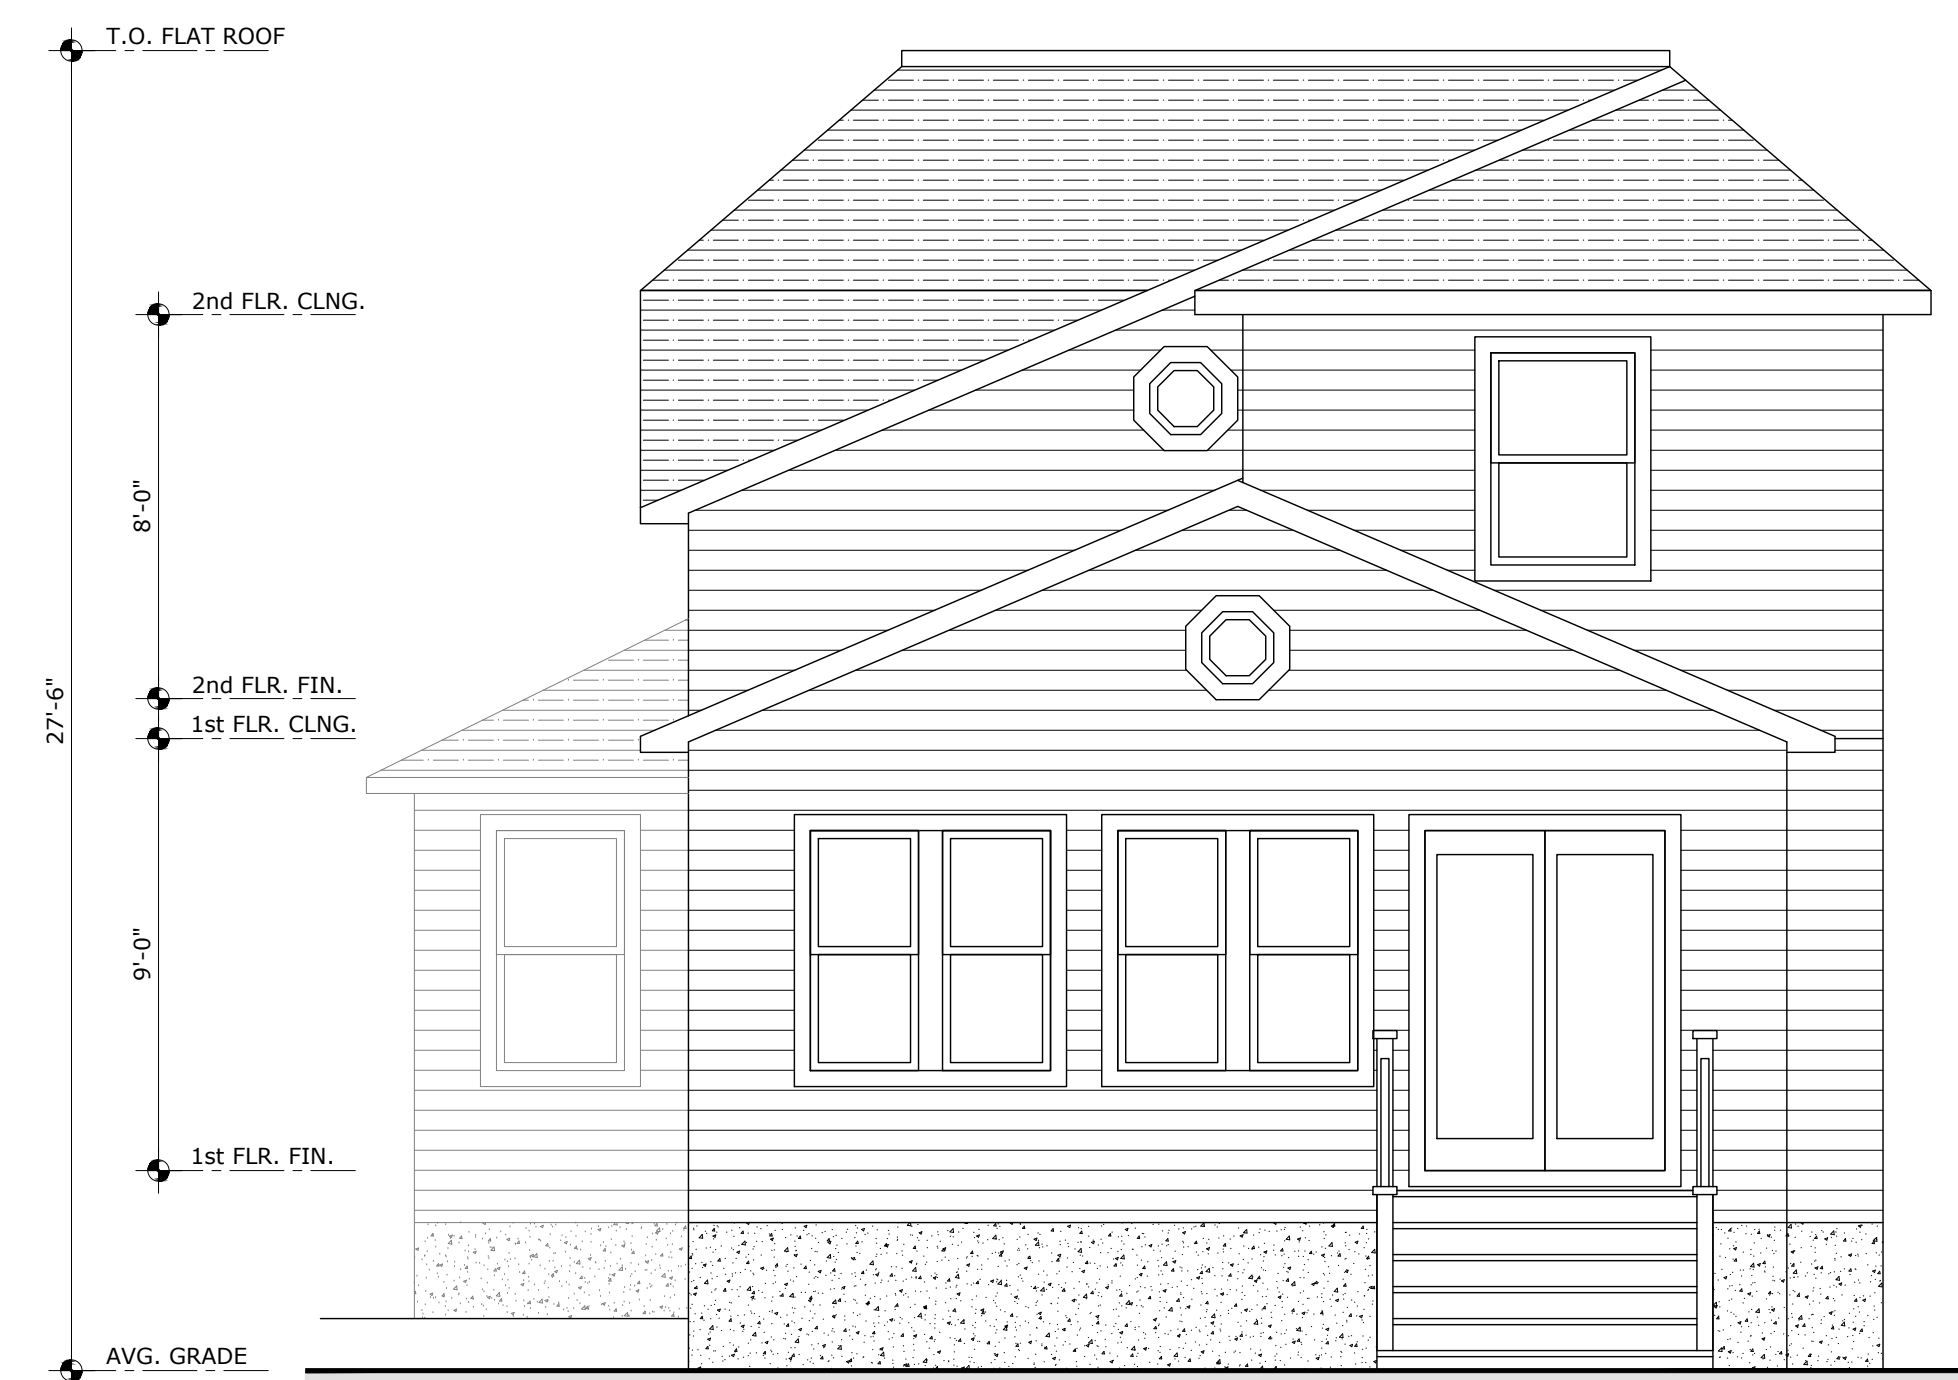 T.O. FLAT ROOF
2nd FLR. CLNG.
8'-0"
2nd FLR. FIN.
27'-6"
1st FLR. CLNG.
9'-0"
1st FLR. FIN.
AVG. GRADE